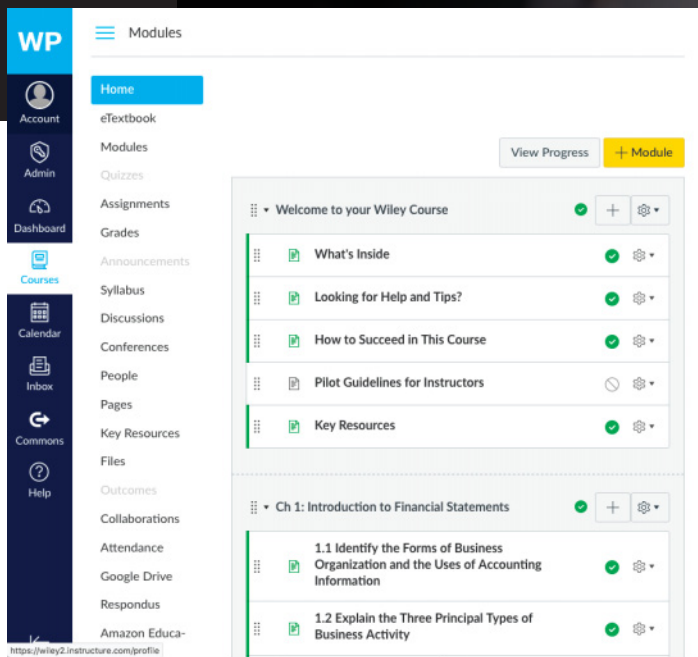 WP
Account
Admin
Dashboard
Courses
Calendar
Inbox
Commons
Help
Modules
Home
eTextbook
Modules
Quizzes
Assignments
Grades
Announcements
Syllabus
Discussions
Conferences
People
Pages
Key Resources
Files
Outcomes
Collaborations
Attendance
Google Drive
Respondus
Amazon Educa-
View Progress
+ Module
Welcome to your Wiley Course
What's Inside
Looking for Help and Tips?
How to Succeed in This Course
Pilot Guidelines for Instructors
Key Resources
Ch 1: Introduction to Financial Statements
1.1 Identify the Forms of Business
Organization and the Uses of Accounting
Information
1.2 Explain the Three Principal Types of
Business Activity
https://wiley2.instructure.com/profile